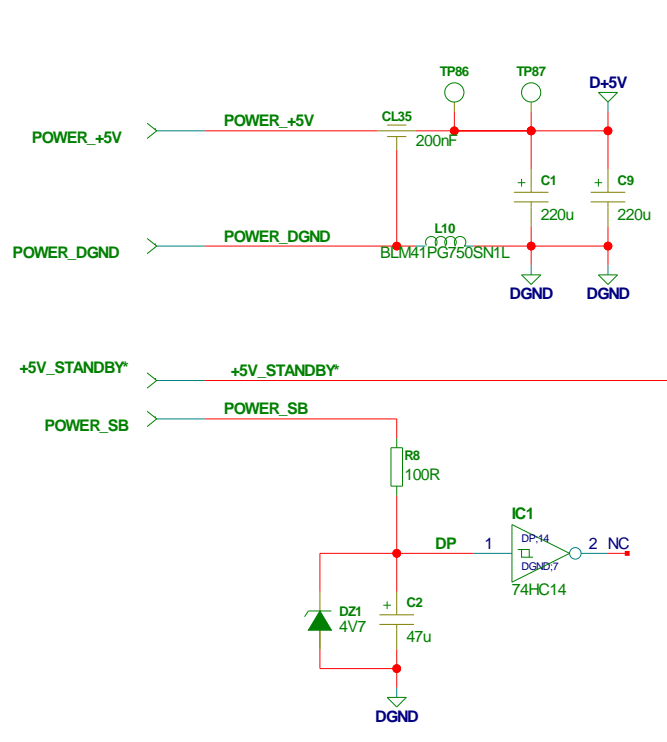 TP86 TP87
D+5V
POWER_+5V POWER_+5V CL35
200nF
C1 C9
220u 220u
POWER_DGND POWER_DGND L10
BLM41PG750SN1L
DGND DGND
+5V_STANDBY* +5V_STANDBY*
POWER_SB POWER_SB
R8
100R
IC1
DP 1 DP;14 2 NC
DGND;7
74HC14
DZ1 C2
4V7 47u
DGND